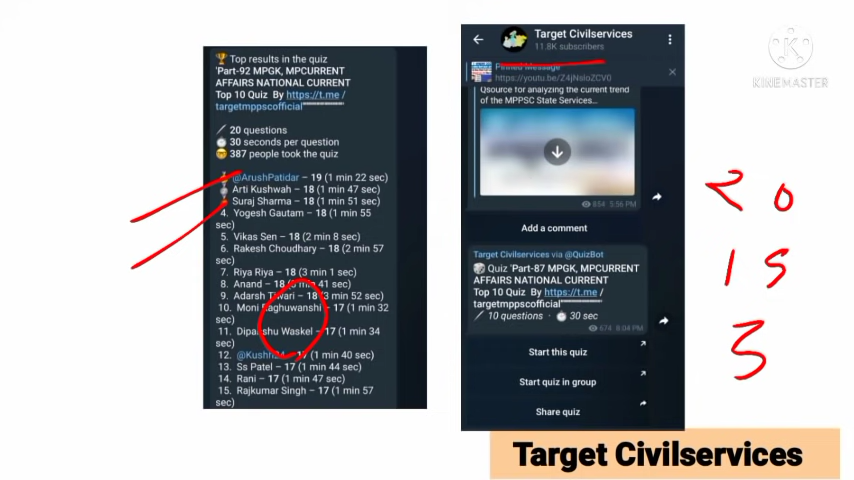 Top results in the quiz
'Part-92 MPGK, MPCURRENT
AFFAIRS NATIONAL CURRENT
Top 10 Quiz By https://t.me /
targetmppscofficial
20 questions
30 seconds per question
387 people took the quiz
@ArushPatidar – 19 (1 min 22 sec)
Arti Kushwah – 18 (1 min 47 sec)
Suraj Sharma – 18 (1 min 51 sec)
4. Yogesh Gautam – 18 (1 min 55
sec)
5. Vikas Sen – 18 (2 min 8 sec)
6. Rakesh Choudhary – 18 (2 min 57
sec)
7. Riya Riya – 18 (3 min 1 sec)
8. Anand – 18 (3 min 41 sec)
9. Adarsh Tiwari – 18 (3 min 52 sec)
10. Moni Raghuwanshi – 17 (1 min 32
sec)
11. Dipanshu Waskel – 17 (1 min 34
sec)
12. – 17 (1 min 40 sec)
13. Ss Patel – 17 (1 min 44 sec)
14. Rani – 17 (1 min 47 sec)
15. Rajkumar Singh – 17 (1 min 57
sec)
Target Civilservices
11.8K subscribers
Pinned Message
Qsource for analyzing the current trend
of the MPPSC State Services...
854 5:56 PM
Add a comment
Target Civilservices via @QuizBot
Quiz 'Part-87 MPGK, MPCURRENT
AFFAIRS NATIONAL CURRENT
Top 10 Quiz By https://t.me /
targetmppscofficial
10 questions · 30 sec
674 8:04 PM
Start this quiz
Start quiz in group
Share quiz
K
KINEMASTER
20
15
3
Target Civilservices